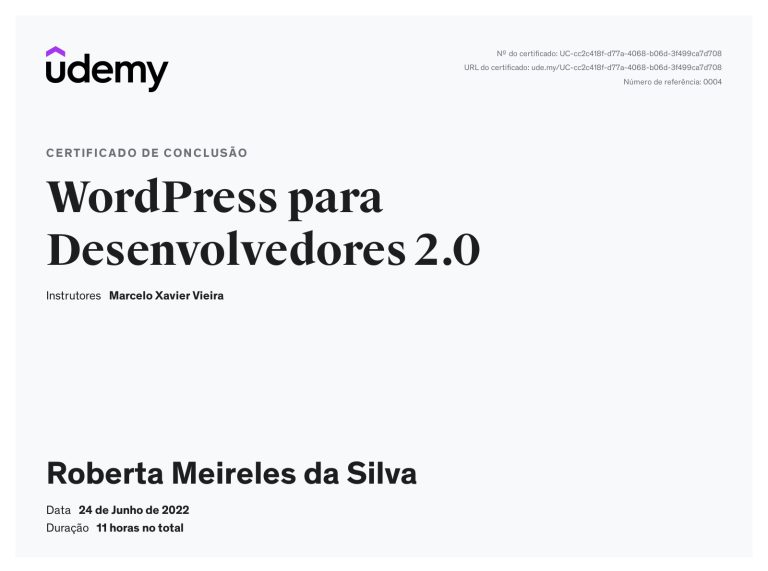 udemy
Nº do certificado: UC-cc2c418f-d77a-4068-b06d-3f499ca7d708
URL do certificado: ude.my/UC-cc2c418f-d77a-4068-b06d-3f499ca7d708
Número de referência: 0004
CERTIFICADO DE CONCLUSÃO
WordPress para
Desenvolvedores 2.0
Instrutores Marcelo Xavier Vieira
Roberta Meireles da Silva
Data 24 de Junho de 2022
Duração 11 horas no total